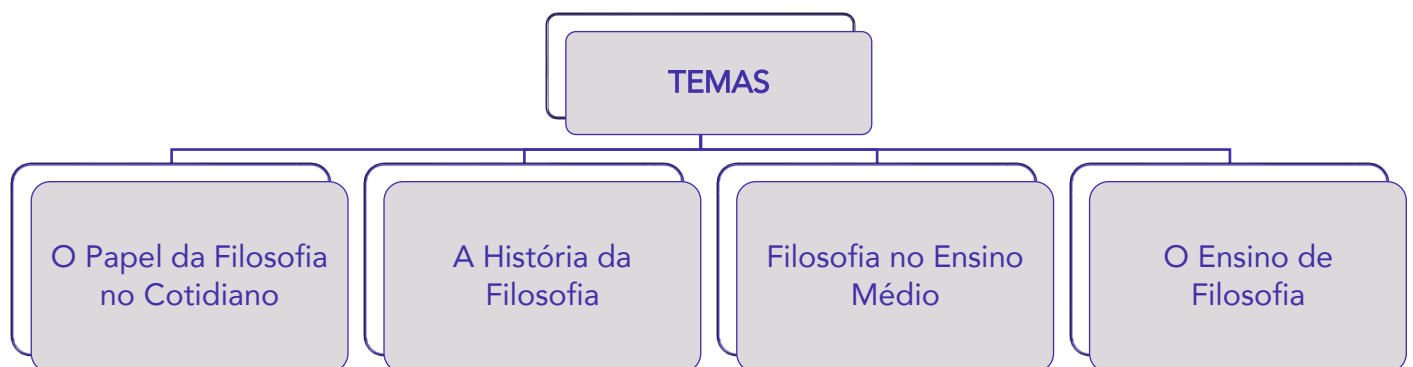 TEMAS
O Papel da Filosofia
no Cotidiano
A História da
Filosofia
Filosofia no Ensino
Médio
O Ensino de
Filosofia